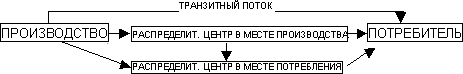 ТРАНЗИТНЫЙ ПОТОК
ПРОИЗВОДСТВО
РАСПРЕДЕЛИТ. ЦЕНТР В МЕСТЕ ПРОИЗВОДСТВА
ПОТРЕБИТЕЛЬ
РАСПРЕДЕЛИТ. ЦЕНТР В МЕСТЕ ПОТРЕБЛЕНИЯ